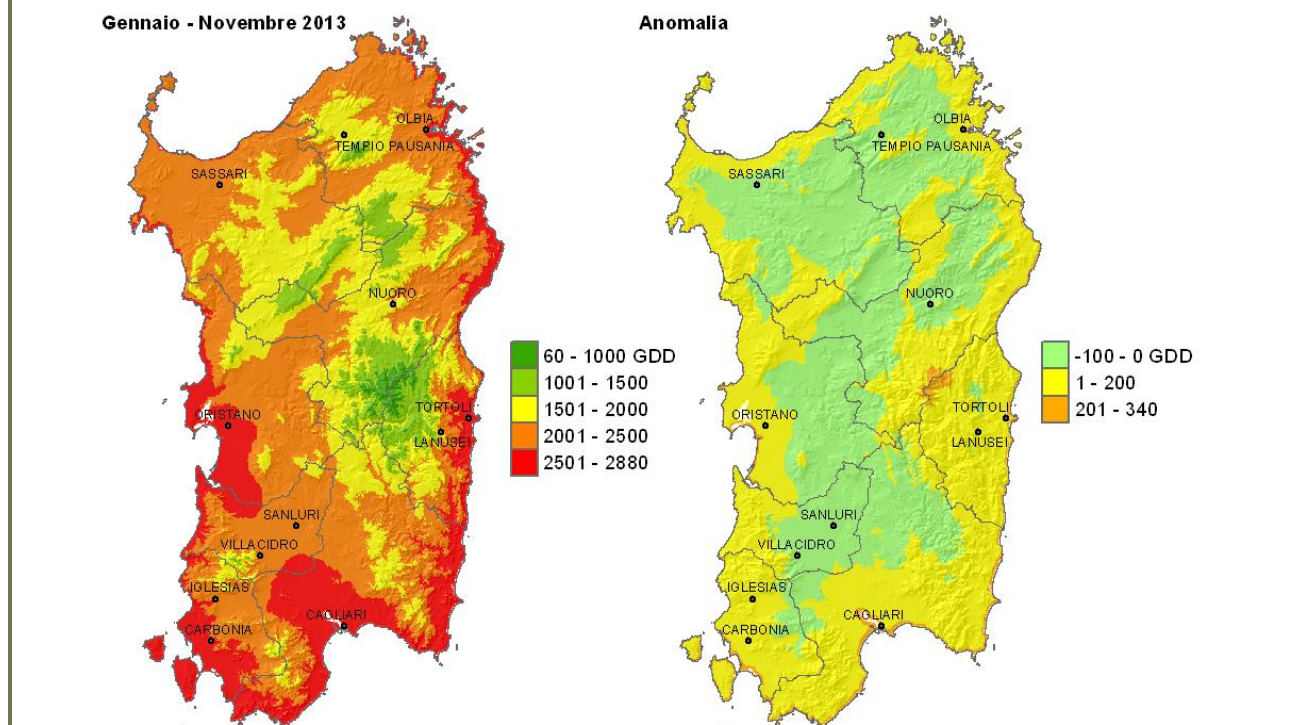 Gennaio - Novembre 2013
OLBIA
TEMPIO PAUSANIA
SASSARI
NUORO
ORISTANO
TORTOLI
LANUSEI
SANLURI
VILLACIDRO
IGLESIAS
CAGLIARI
CARBONIA
60 - 1000 GDD
1001 - 1500
1501 - 2000
2001 - 2500
2501 - 2880
Anomalia
OLBIA
TEMPIO PAUSANIA
SASSARI
NUORO
ORISTANO
TORTOLI
LANUSEI
SANLURI
VILLACIDRO
IGLESIAS
CAGLIARI
CARBONIA
-100 - 0 GDD
1 - 200
201 - 340